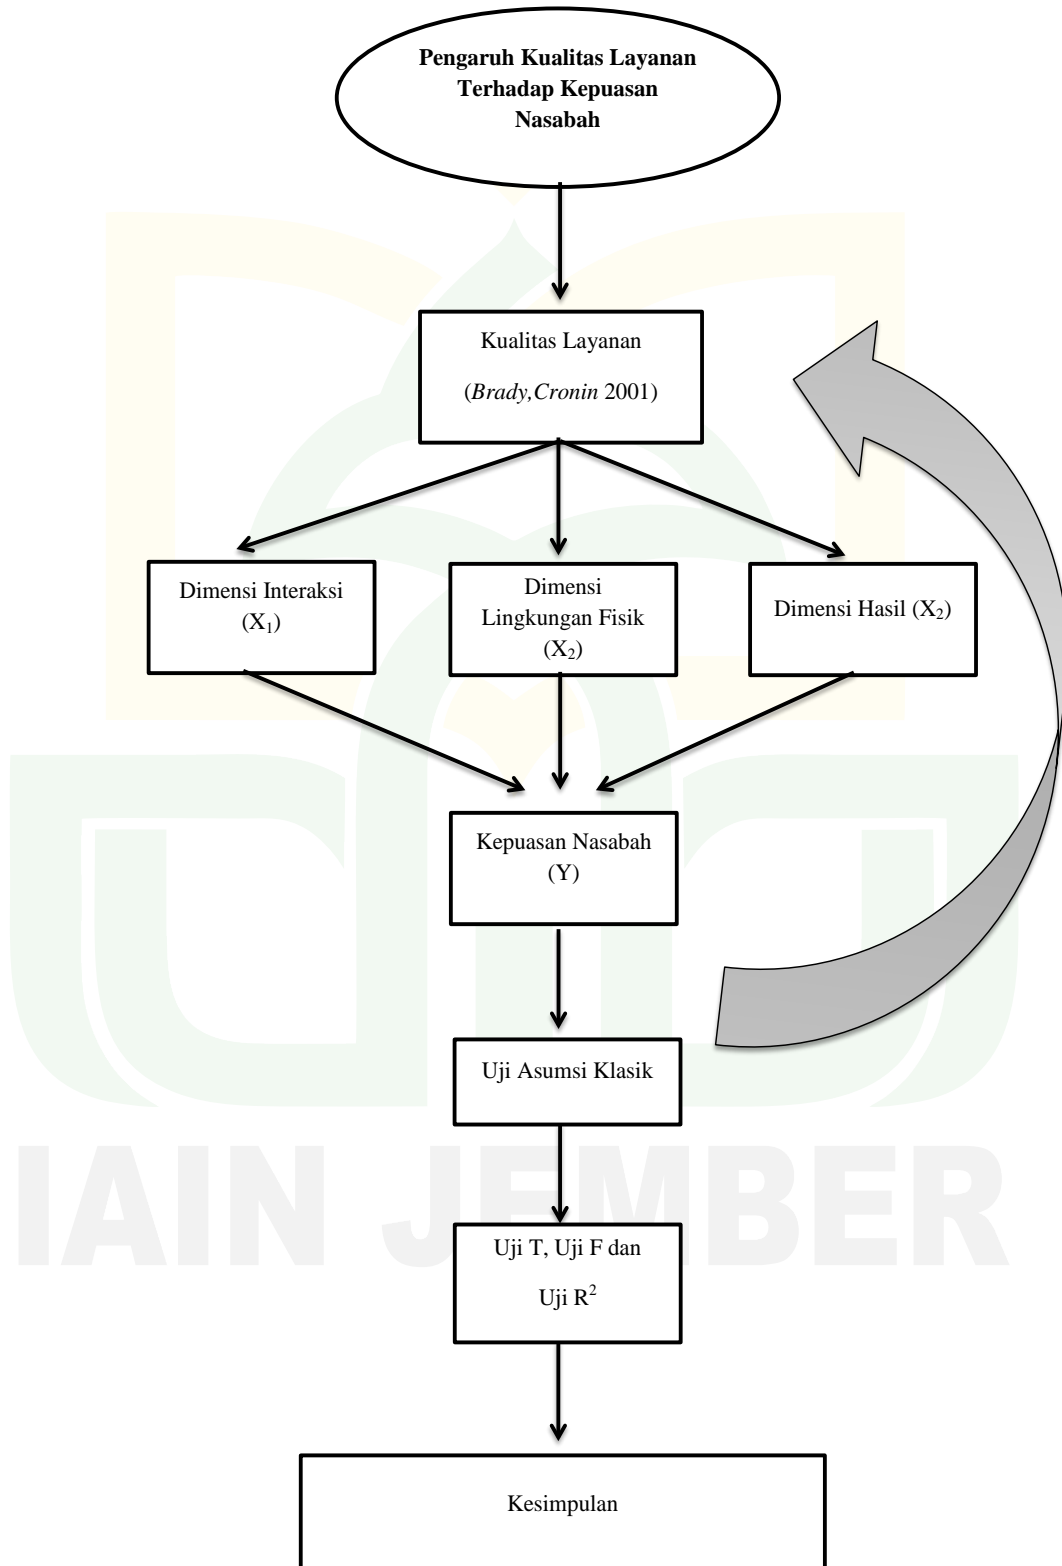 Pengaruh Kualitas Layanan
Terhadap Kepuasan
Nasabah
Kualitas Layanan
(Brady,Cronin 2001)
Dimensi Interaksi
(X₁)
Dimensi
Lingkungan Fisik
(X₂)
Dimensi Hasil (X₂)
Kepuasan Nasabah
(Y)
Uji Asumsi Klasik
IAIN JEMBER
Uji T, Uji F dan
Uji R²
Kesimpulan